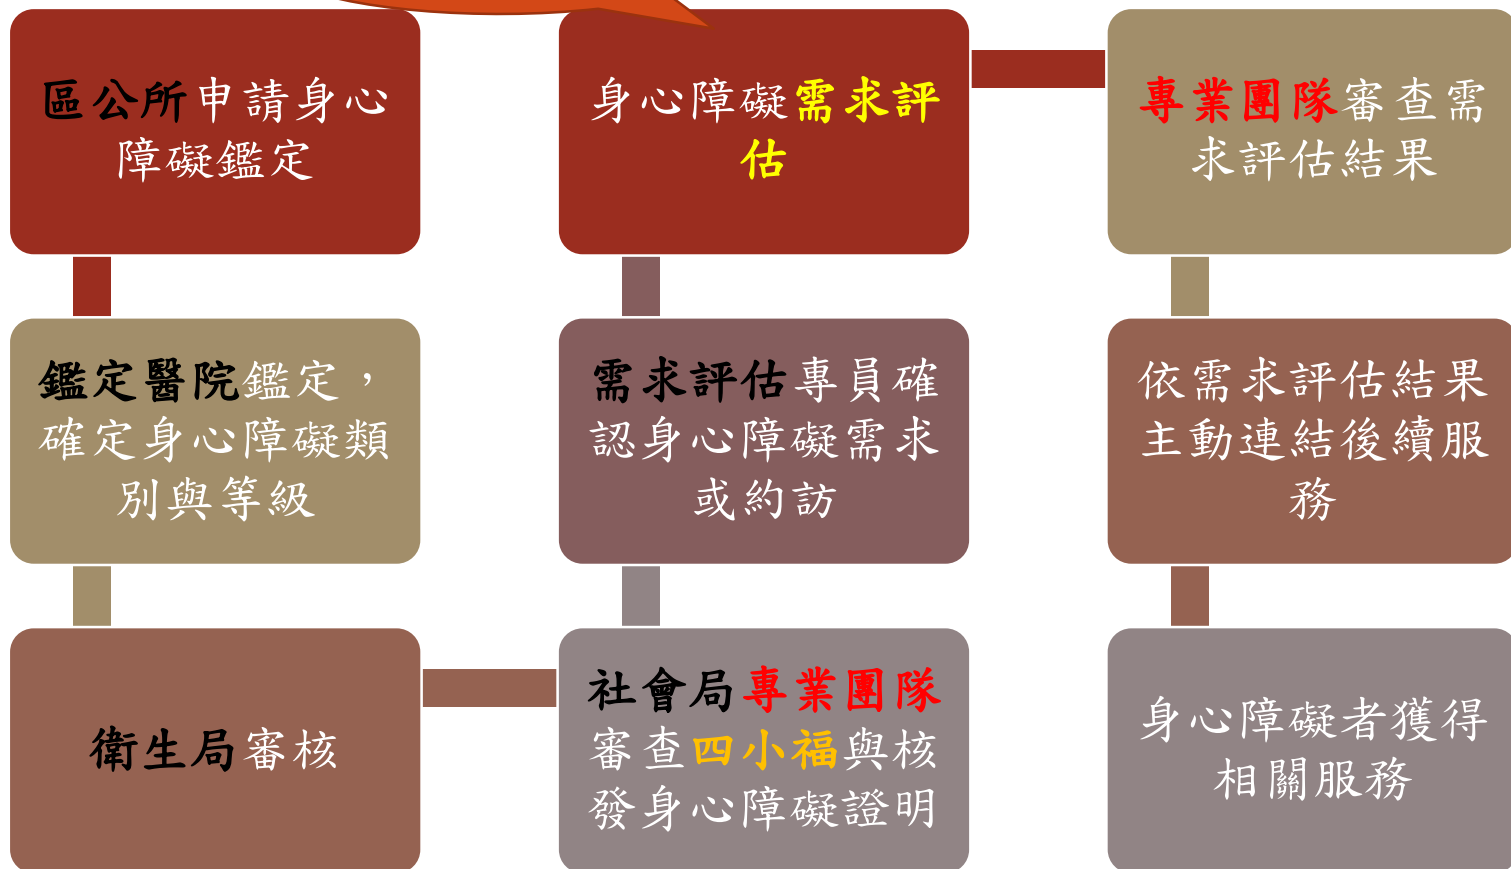 區公所申請身心
障礙鑑定
鑑定醫院鑑定，
確定身心障礙類
別與等級
衛生局審核
社會局專業團隊
審查四小福與核
發身心障礙證明
需求評估專員確
認身心障礙需求
或約訪
身心障礙需求評
估
專業團隊審查需
求評估結果
依需求評估結果
主動連結後續服
務
身心障礙者獲得
相關服務